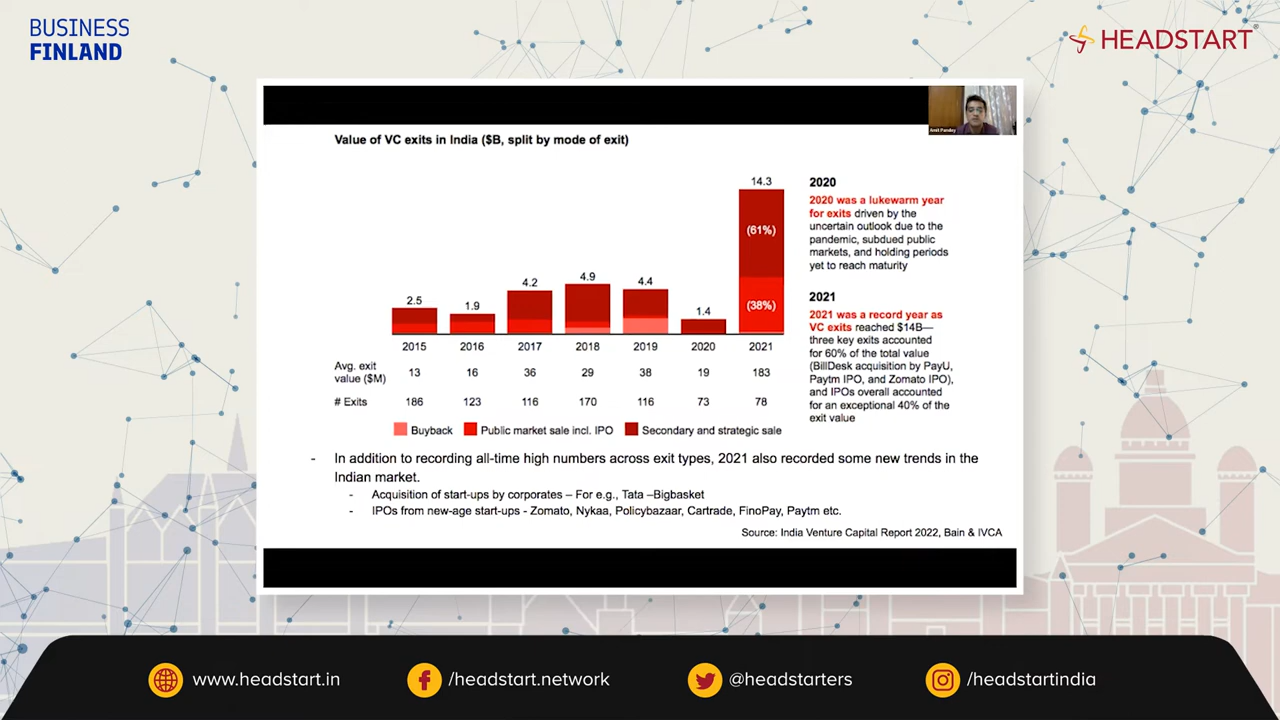 BUSINESS
FINLAND
HEADSTART
Amit Pandey
Value of VC exits in India ($B, split by mode of exit)
2.5 1.9 4.2 4.9 4.4 1.4 14.3
(61%)
(38%)
2015 2016 2017 2018 2019 2020 2021
Avg. exit
value ($M) 13 16 36 29 38 19 183
# Exits 186 123 116 170 116 73 78
Buyback Public market sale incl. IPO Secondary and strategic sale
2020
2020 was a lukewarm year
for exits driven by the
uncertain outlook due to the
pandemic, subdued public
markets, and holding periods
yet to reach maturity
2021
2021 was a record year as
VC exits reached $14B—
three key exits accounted
for 60% of the total value
(BillDesk acquisition by PayU,
Paytm IPO, and Zomato IPO),
and IPOs overall accounted
for an exceptional 40% of the
exit value
- In addition to recording all-time high numbers across exit types, 2021 also recorded some new trends in the
Indian market.
- Acquisition of start-ups by corporates – For e.g., Tata –Bigbasket
- IPOs from new-age start-ups - Zomato, Nykaa, Policybazaar, Cartrade, FinoPay, Paytm etc.
Source: India Venture Capital Report 2022, Bain & IVCA
www.headstart.in /headstart.network @headstarters /headstartindia